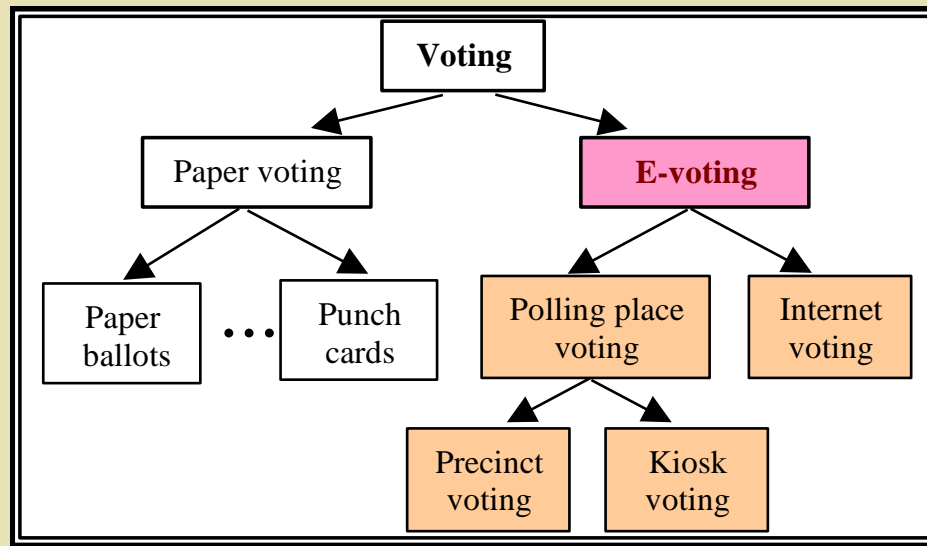 Voting
Paper voting
E-voting
Paper
ballots
...
Punch
cards
Polling place
voting
Internet
voting
Precinct
voting
Kiosk
voting